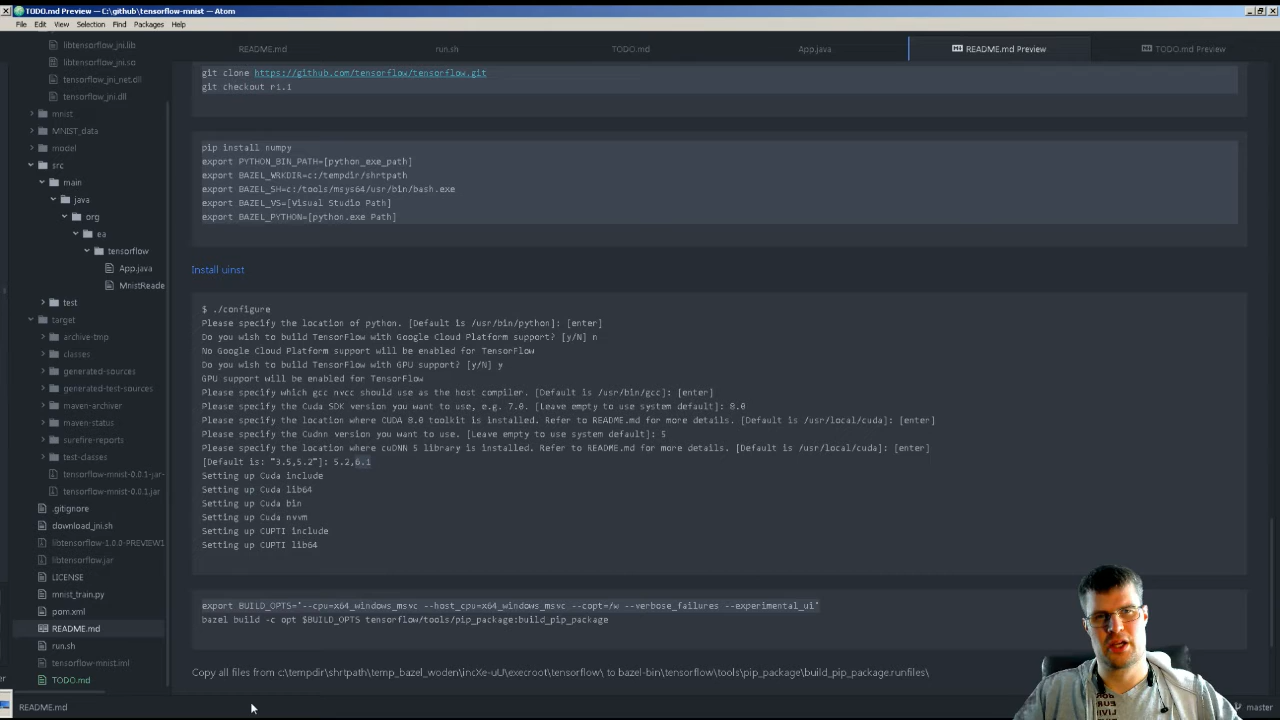 TODO.md Preview — C:\github\tensorflow-mnist — Atom
File Edit View Selection Find Packages Help
README.md
run.sh
TODO.md
App.java
README.md Preview
TODO.md Preview
libtensorflow_jni.lib
libtensorflow_jni.so
tensorflow_jni_net.dll
tensorflow_jni.dll
mnist
MNIST_data
model
src
main
java
org
ea
tensorflow
App.java
MnistReade
test
target
archive-tmp
classes
generated-sources
generated-test-sources
maven-archiver
maven-status
surefire-reports
test-classes
tensorflow-mnist-0.0.1-jar-
tensorflow-mnist-0.0.1.jar
.gitignore
download_jni.sh
libtensorflow-1.0.0-PREVIEW1
libtensorflow.jar
LICENSE
mnist_train.py
pom.xml
README.md
run.sh
tensorflow-mnist.iml
TODO.md
git clone https://github.com/tensorflow/tensorflow.git
git checkout r1.1
pip install numpy
export PYTHON_BIN_PATH=[python_exe_path]
export BAZEL_WRKDIR=c:/tempdir/shrtpath
export BAZEL_SH=c:/tools/msys64/usr/bin/bash.exe
export BAZEL_VS=[Visual Studio Path]
export BAZEL_PYTHON=[python.exe Path]
Install uinst
$ ./configure
Please specify the location of python. [Default is /usr/bin/python]: [enter]
Do you wish to build TensorFlow with Google Cloud Platform support? [y/N] n
No Google Cloud Platform support will be enabled for TensorFlow
Do you wish to build TensorFlow with GPU support? [y/N] y
GPU support will be enabled for TensorFlow
Please specify which gcc nvcc should use as the host compiler. [Default is /usr/bin/gcc]: [enter]
Please specify the Cuda SDK version you want to use, e.g. 7.0. [Leave empty to use system default]: 8.0
Please specify the location where CUDA 8.0 toolkit is installed. Refer to README.md for more details. [Default is /usr/local/cuda]: [enter]
Please specify the Cudnn version you want to use. [Leave empty to use system default]: 5
Please specify the location where cuDNN 5 library is installed. Refer to README.md for more details. [Default is /usr/local/cuda]: [enter]
[Default is: "3.5,5.2"]: 5.2,6.1
Setting up Cuda include
Setting up Cuda lib64
Setting up Cuda bin
Setting up Cuda nvvm
Setting up CUPTI include
Setting up CUPTI lib64
export BUILD_OPTS='--cpu=x64_windows_msvc --host_cpu=x64_windows_msvc --copt=/w --verbose_failures --experimental_ui'
bazel build -c opt $BUILD_OPTS tensorflow/tools/pip_package:build_pip_package
Copy all files from c:\tempdir\shrtpath\temp_bazel_woden\incXe-uU\execroot\tensorflow\ to bazel-bin\tensorflow\tools\pip_package\build_pip_package.runfiles\
README.md
master